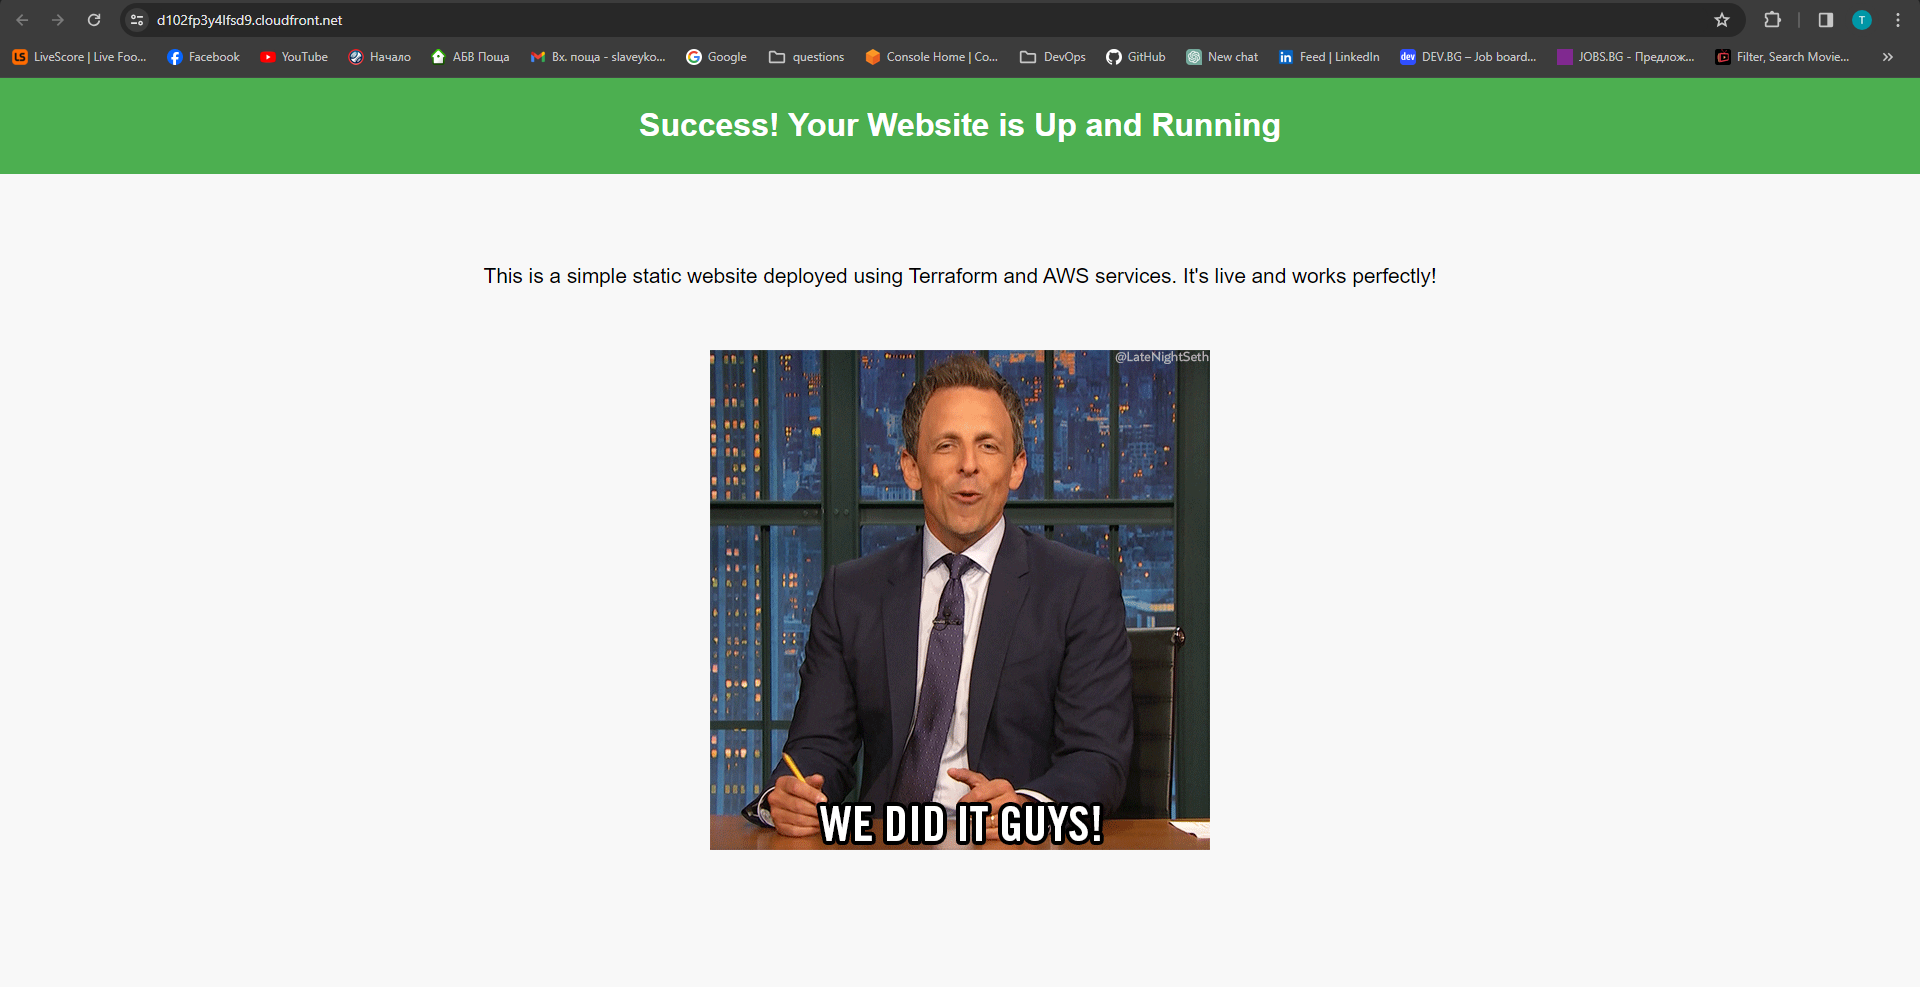 d102fp3y4lfsd9.cloudfront.net
T
LS LiveScore | Live Foo...
Facebook
YouTube
Начало
АБВ Поща
Вх. поща - slaveyko...
Google
questions
Console Home | Co...
DevOps
GitHub
New chat
in Feed | LinkedIn
dev DEV.BG – Job board...
JOBS.BG - Предлож...
Filter, Search Movie...
Success! Your Website is Up and Running
This is a simple static website deployed using Terraform and AWS services. It's live and works perfectly!
@LateNightSeth
WE DID IT GUYS!